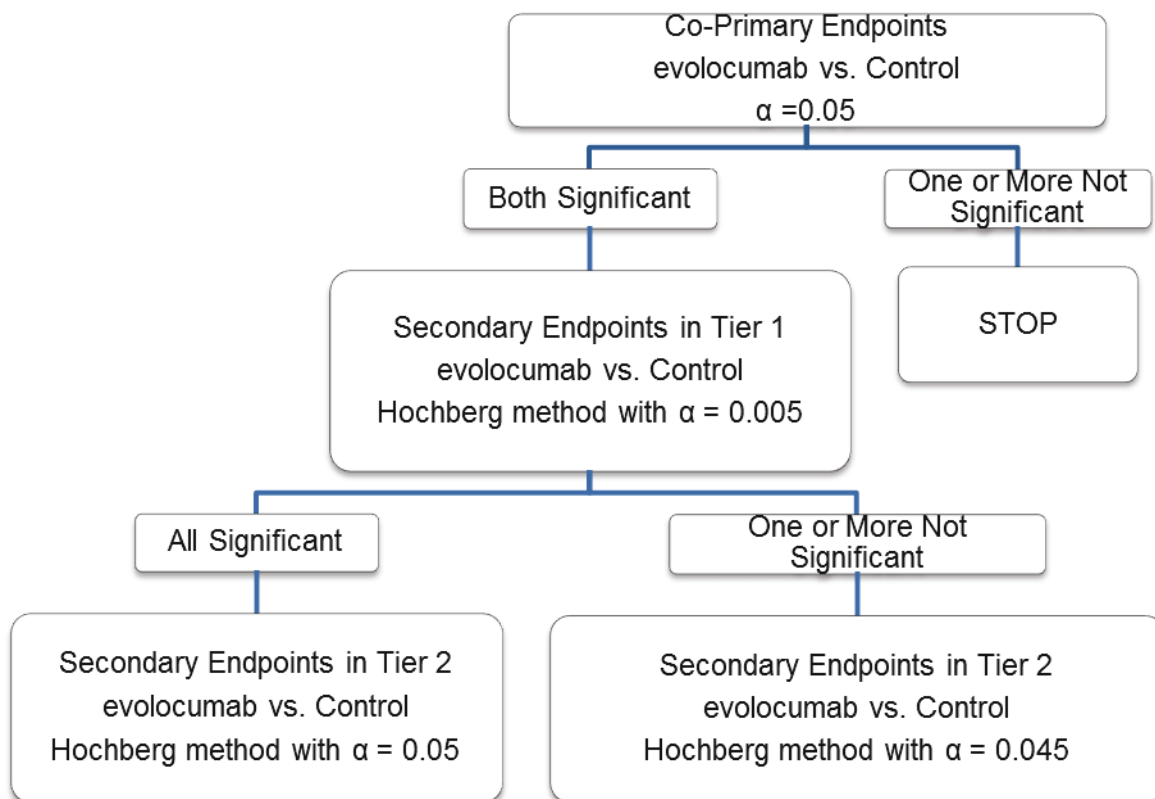 Co-Primary Endpoints
evolocumab vs. Control
α =0.05
Both Significant
One or More Not
Significant
STOP
Secondary Endpoints in Tier 1
evolocumab vs. Control
Hochberg method with α = 0.005
All Significant
One or More Not
Significant
Secondary Endpoints in Tier 2
evolocumab vs. Control
Hochberg method with α = 0.05
Secondary Endpoints in Tier 2
evolocumab vs. Control
Hochberg method with α = 0.045